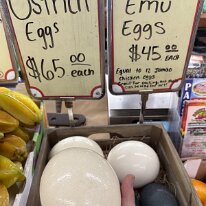 Ostrich
Eggs
$65.00
each
Emu
Eggs
$45.00
each
Equal to 12 Jumbo
chicken eggs